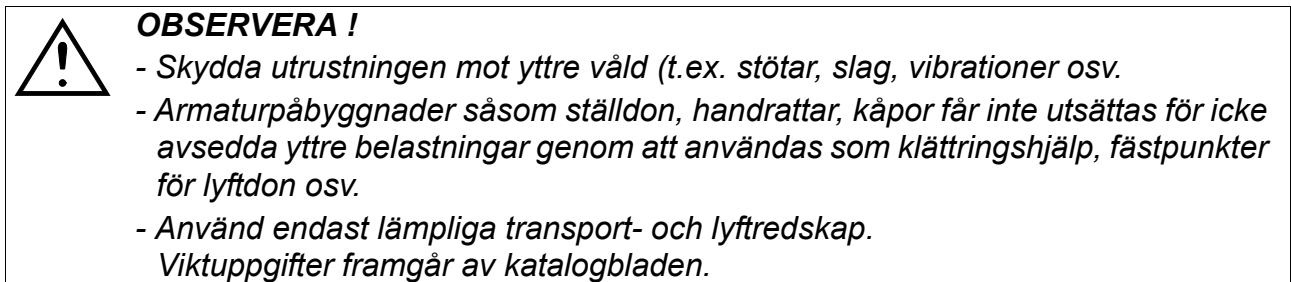 OBSERVERA !
- Skydda utrustningen mot yttre våld (t.ex. stötar, slag, vibrationer osv.
- Armaturpåbyggnader såsom ställdon, handrattar, kåpor får inte utsättas för icke
avsedda yttre belastningar genom att användas som klättringshjälp, fästpunkter
för lyftdon osv.
- Använd endast lämpliga transport- och lyftredskap.
Viktuppgifter framgår av katalogbladen.